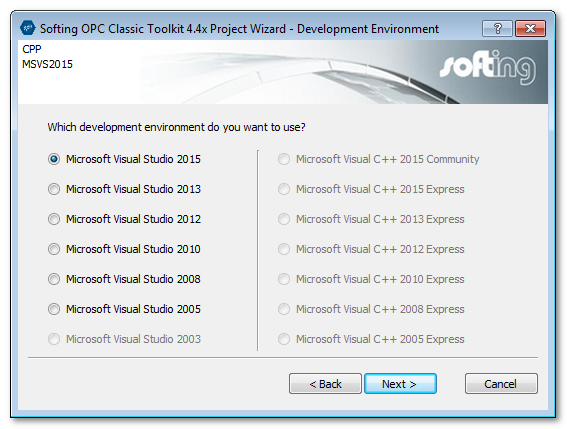 Softing OPC Classic Toolkit 4.4x Project Wizard - Development Environment
CPP
MSVS2015
softing
Which development environment do you want to use?
Microsoft Visual Studio 2015
Microsoft Visual C++ 2015 Community
Microsoft Visual Studio 2013
Microsoft Visual C++ 2015 Express
Microsoft Visual Studio 2012
Microsoft Visual C++ 2013 Express
Microsoft Visual Studio 2010
Microsoft Visual C++ 2012 Express
Microsoft Visual Studio 2008
Microsoft Visual C++ 2010 Express
Microsoft Visual Studio 2005
Microsoft Visual C++ 2008 Express
Microsoft Visual Studio 2003
Microsoft Visual C++ 2005 Express
< Back
Next >
Cancel